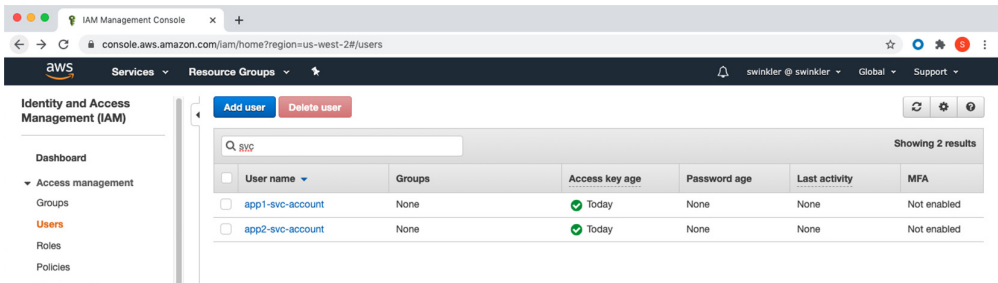 IAM Management Console
console.aws.amazon.com/iam/home?region=us-west-2#/users
S
aws Services Resource Groups swinkler @ swinkler Global Support
Identity and Access
Management (IAM)
Dashboard
Access management
Groups
Users
Roles
Policies
Add user Delete user
svc Showing 2 results
User name Groups Access key age Password age Last activity MFA
app1-svc-account None Today None None Not enabled
app2-svc-account None Today None None Not enabled